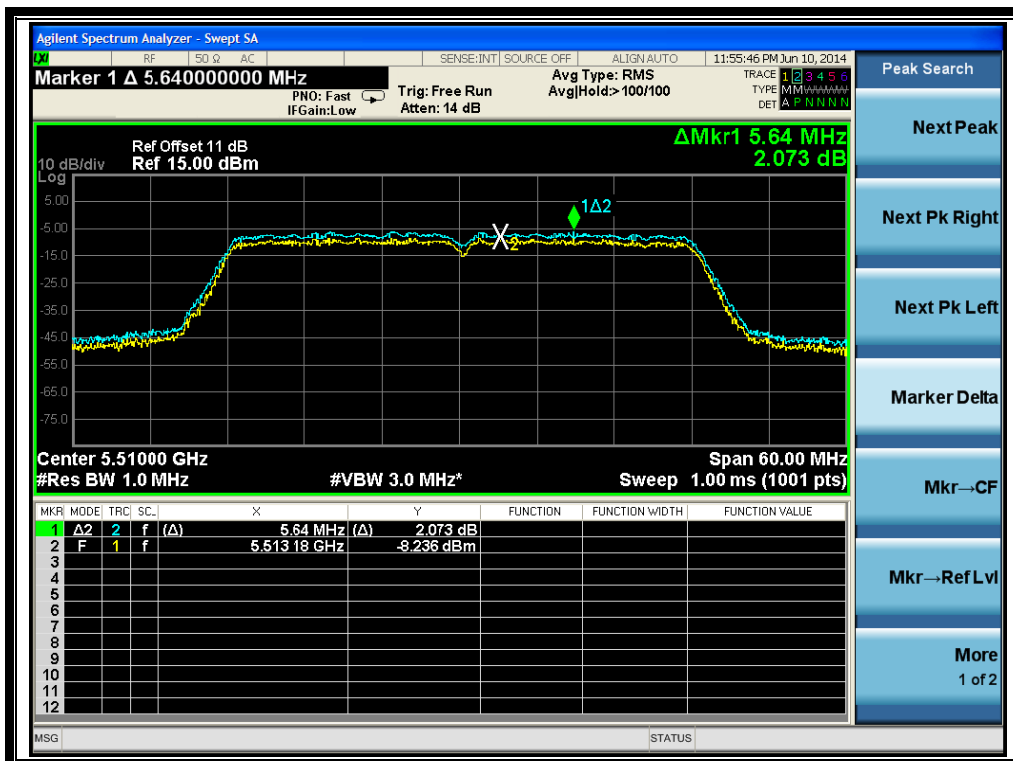 Agilent Spectrum Analyzer - Swept SA
LXI RF 50 Ω AC SENSE:INT SOURCE OFF ALIGN AUTO 11:55:46 PM Jun 10, 2014
Marker 1 Δ 5.640000000 MHz
PNO: Fast
IFGain:Low
Trig: Free Run
Atten: 14 dB
Avg Type: RMS
Avg|Hold:>100/100
TRACE 1 2 3 4 5 6
TYPE M M W W W W
DET A P N N N N
Peak Search
Next Peak
Next Pk Right
Next Pk Left
Marker Delta
Mkr→CF
Mkr→Ref Lvl
More
1 of 2
ΔMkr1 5.64 MHz
2.073 dB
Ref Offset 11 dB
10 dB/div Ref 15.00 dBm
Log
5.00
-5.00
-15.0
-25.0
-35.0
-45.0
-55.0
-65.0
-75.0
1Δ2
2
Center 5.51000 GHz Span 60.00 MHz
#Res BW 1.0 MHz #VBW 3.0 MHz* Sweep 1.00 ms (1001 pts)
MKR MODE TRC SC_ X Y FUNCTION FUNCTION WIDTH FUNCTION VALUE
1 Δ2 2 f (Δ) 5.64 MHz (Δ) 2.073 dB
2 F 1 f 5.513 18 GHz -8.236 dBm
3
4
5
6
7
8
9
10
11
12
MSG STATUS